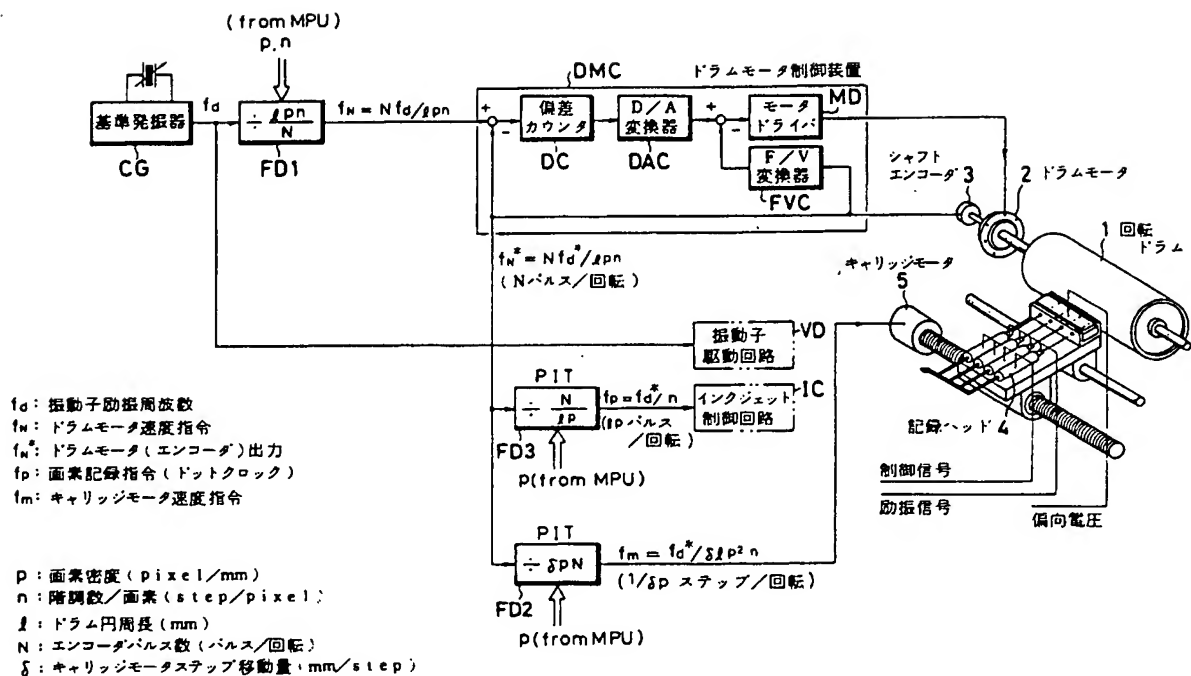 (from MPU)
p,n
DMC
ドラムモータ制御装置
基準発振器
CG
fd
÷ ℓpn/N
FD1
fN = N fd/ℓpn
+
-
偏差
カウンタ
DC
D/A
変換器
DAC
+
-
モータ
ドライバ
MD
F/V
変換器
FVC
シャフト
エンコーダ 3
2 ドラムモータ
1 回転
ドラム
fN* = N fd*/ℓpn
(Nパルス/回転)
キャリッジモータ
5
振動子
駆動回路
VD
PIT
÷ N/ℓp
FD3
fp = fd*/n
(ℓpパルス
/回転)
インクジェット
制御回路
IC
p(from MPU)
記録ヘッド 4
制御信号
励振信号
偏向電圧
PIT
÷ δpN
FD2
fm = fd*/δℓp²n
(1/δp ステップ/回転)
p(from MPU)
fd: 振動子励振周波数
fN: ドラムモータ速度指令
fN*: ドラムモータ(エンコーダ)出力
fp: 画素記録指令(ドットクロック)
fm: キャリッジモータ速度指令
p: 画素密度(pixel/mm)
n: 階調数/画素(step/pixel)
ℓ: ドラム円周長(mm)
N: エンコーダパルス数(パルス/回転)
δ: キャリッジモータステップ移動量(mm/step)